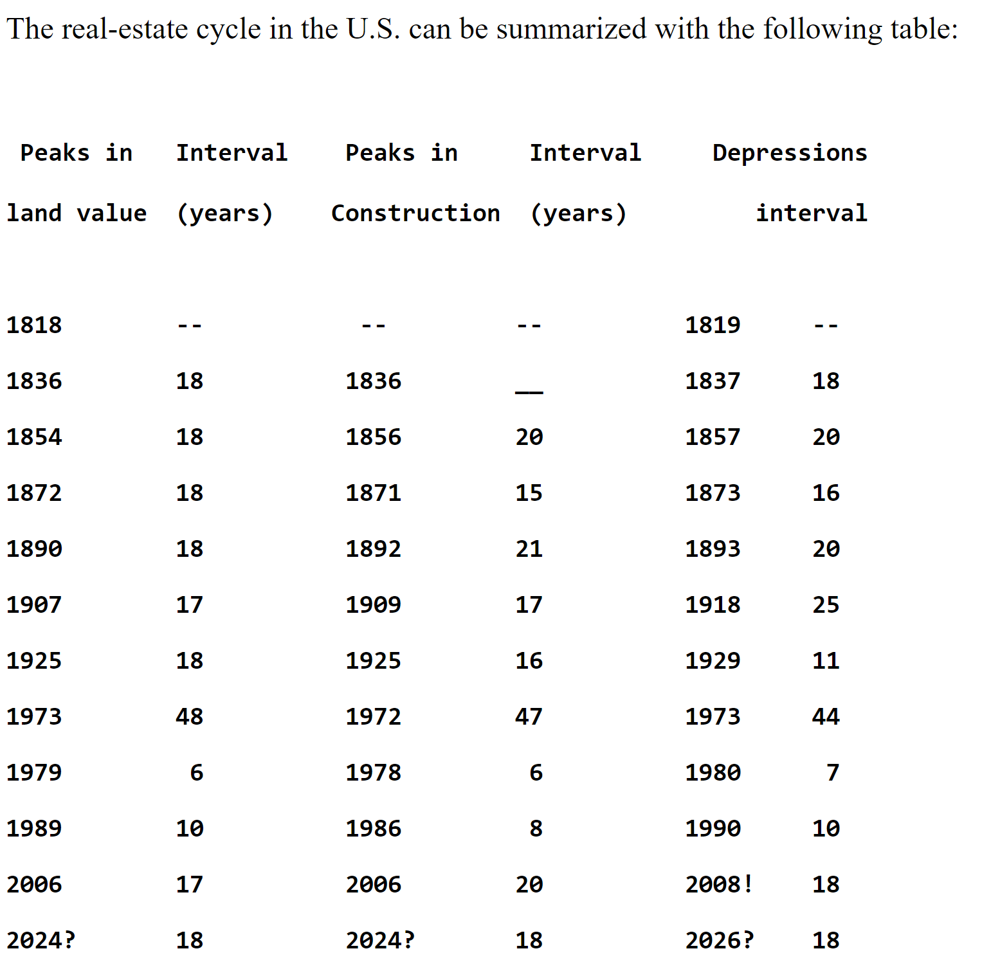 The real-estate cycle in the U.S. can be summarized with the following table:
Peaks in Interval Peaks in Interval Depressions
land value (years) Construction (years) interval
1818 -- -- -- 1819 --
1836 18 1836 __ 1837 18
1854 18 1856 20 1857 20
1872 18 1871 15 1873 16
1890 18 1892 21 1893 20
1907 17 1909 17 1918 25
1925 18 1925 16 1929 11
1973 48 1972 47 1973 44
1979 6 1978 6 1980 7
1989 10 1986 8 1990 10
2006 17 2006 20 2008! 18
2024? 18 2024? 18 2026? 18